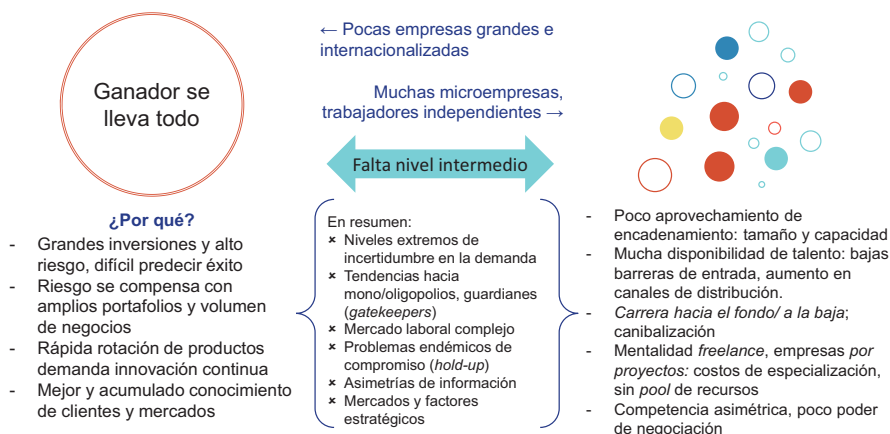 Ganador se
lleva todo
← Pocas empresas grandes e
internacionalizadas
Muchas microempresas,
trabajadores independientes →
Falta nivel intermedio
¿Por qué?
- Grandes inversiones y alto
riesgo, difícil predecir éxito
- Riesgo se compensa con
amplios portafolios y volumen
de negocios
- Rápida rotación de productos
demanda innovación continua
- Mejor y acumulado conocimiento
de clientes y mercados
En resumen:
× Niveles extremos de
incertidumbre en la demanda
× Tendencias hacia
mono/oligopolios, guardianes
(gatekeepers)
× Mercado laboral complejo
× Problemas endémicos de
compromiso (hold-up)
× Asimetrías de información
× Mercados y factores
estratégicos
- Poco aprovechamiento de
encadenamiento: tamaño y capacidad
- Mucha disponibilidad de talento: bajas
barreras de entrada, aumento en
canales de distribución.
- Carrera hacia el fondo/ a la baja;
canibalización
- Mentalidad freelance, empresas por
proyectos: costos de especialización,
sin pool de recursos
- Competencia asimétrica, poco poder
de negociación